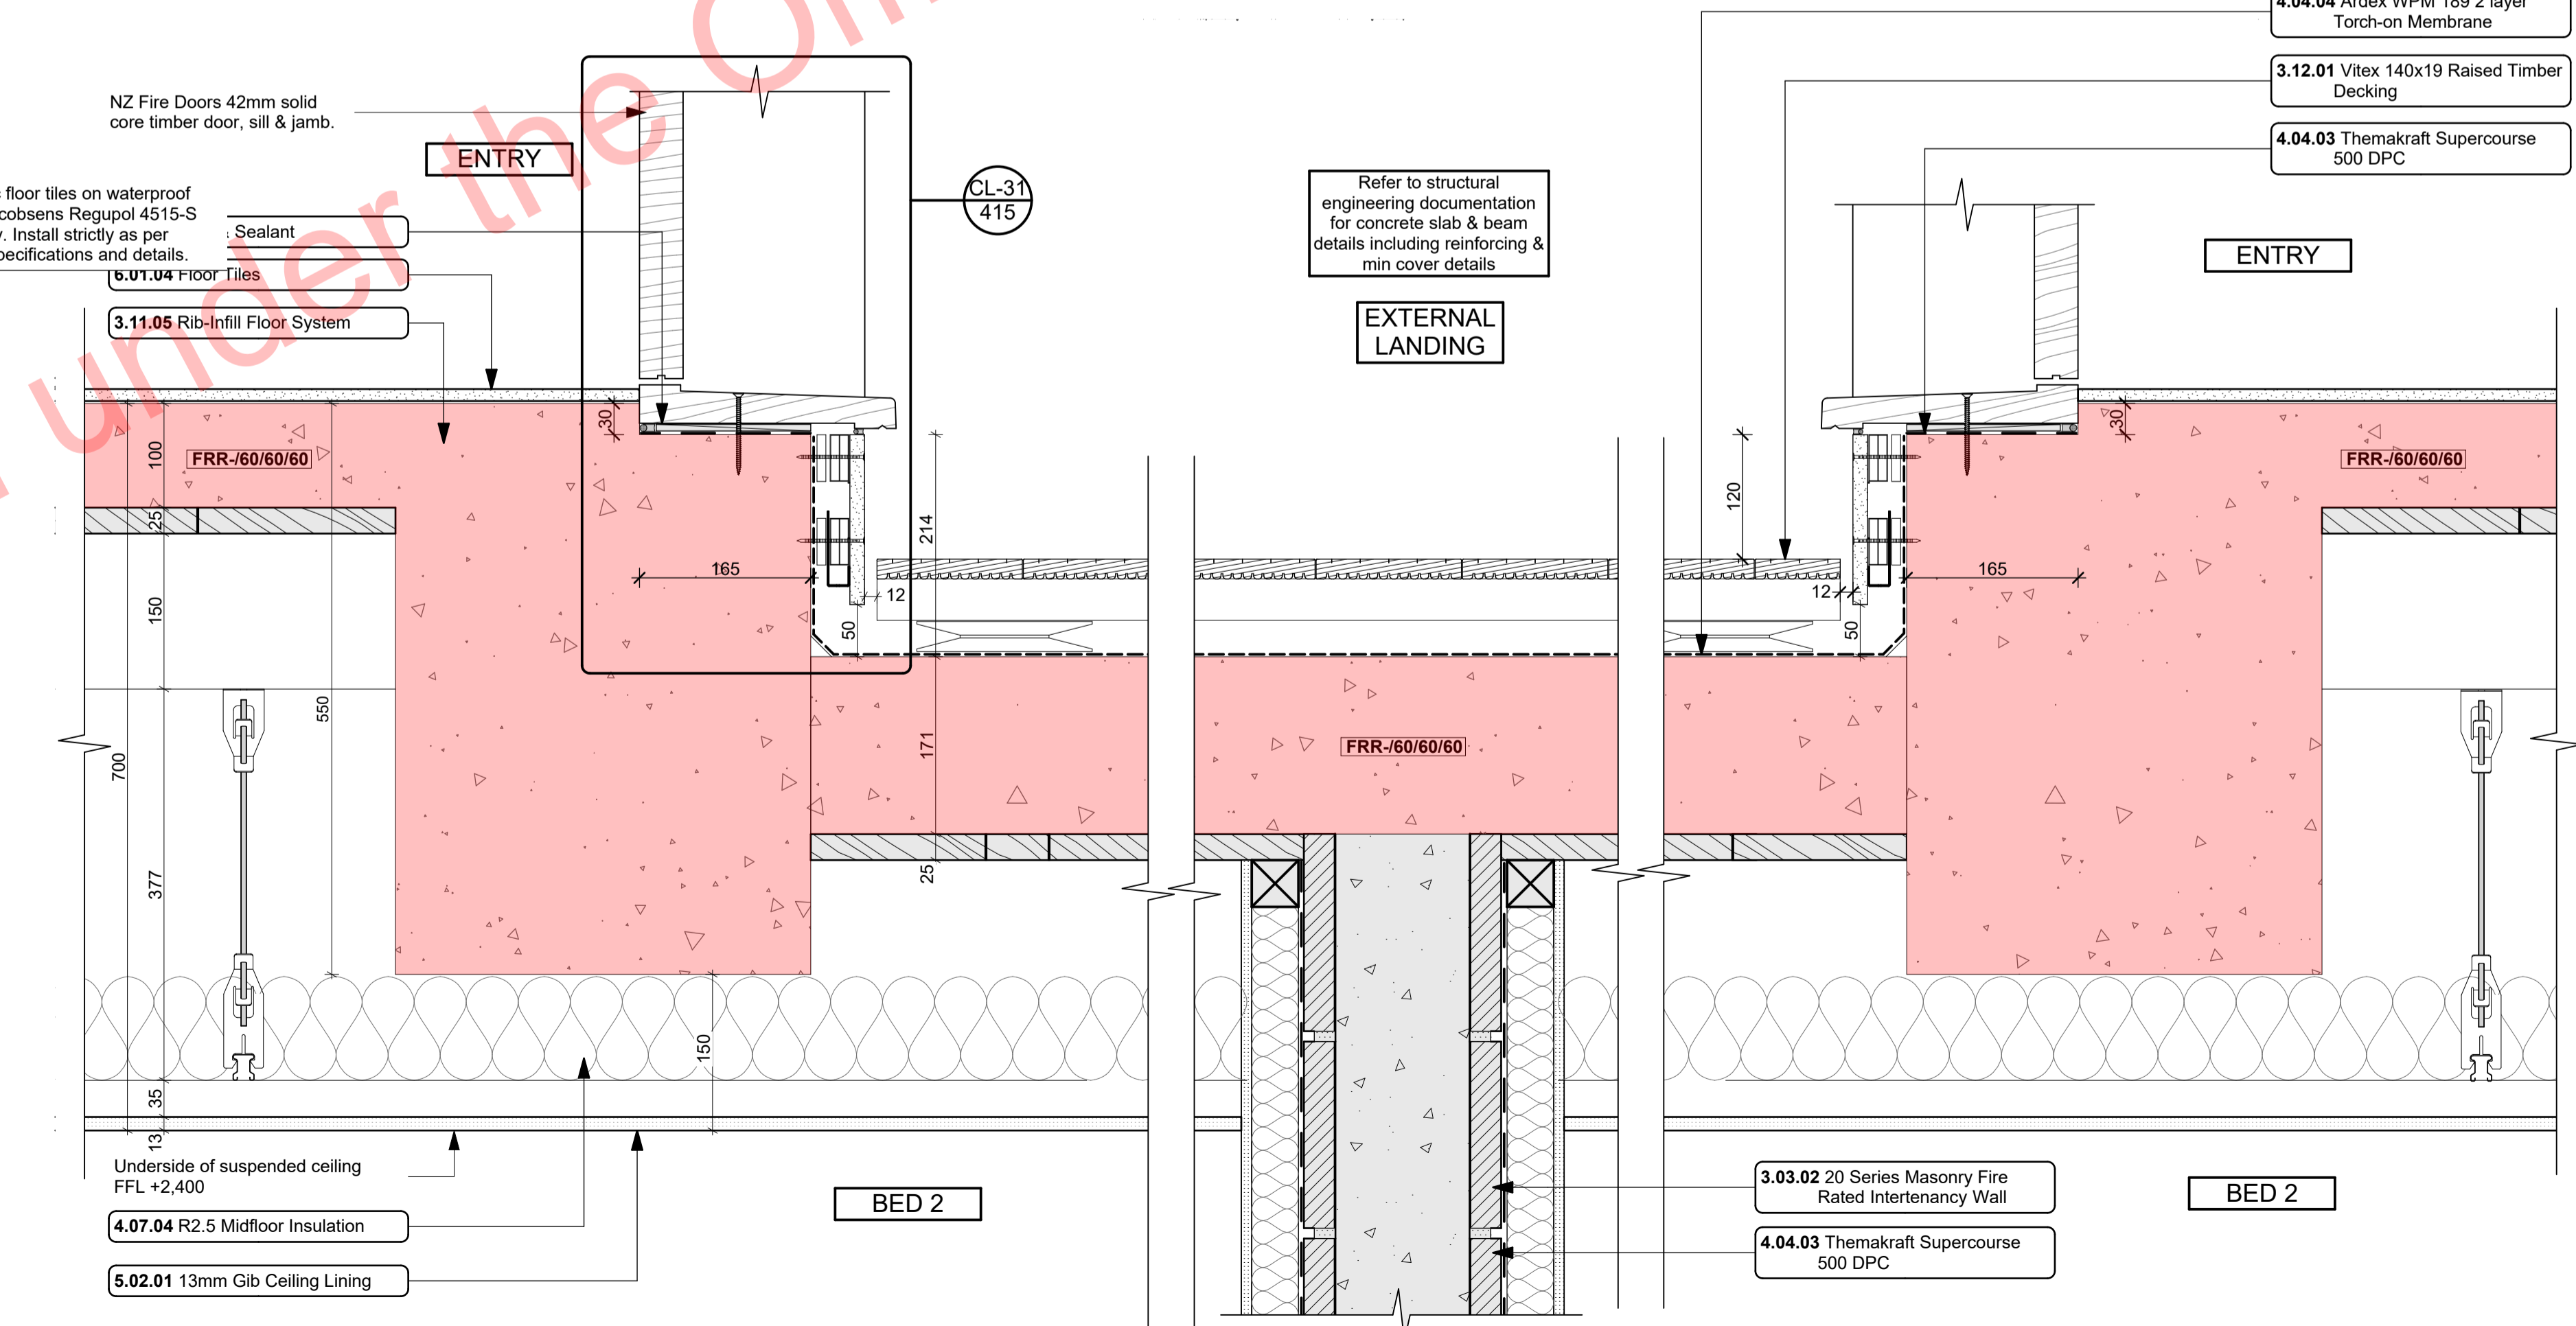 under the
4.04.04 Ardex WPM 189 2 layer
Torch-on Membrane
3.12.01 Vitex 140x19 Raised Timber
Decking
4.04.03 Themakraft Supercourse
500 DPC
NZ Fire Doors 42mm solid
core timber door, sill & jamb.
ENTRY
floor tiles on waterproof
cobsens Regupol 4515-S
. Install strictly as per
pecifications and details.
Sealant
6.01.04 Floor Tiles
3.11.05 Rib-Infill Floor System
CL-31
415
Refer to structural
engineering documentation
for concrete slab & beam
details including reinforcing &
min cover details
EXTERNAL
LANDING
ENTRY
30
30
100
FRR-/60/60/60
FRR-/60/60/60
25
214
120
165
165
12
12
150
50
50
550
700
171
FRR-/60/60/60
377
25
150
35
13
Underside of suspended ceiling
FFL +2,400
4.07.04 R2.5 Midfloor Insulation
5.02.01 13mm Gib Ceiling Lining
BED 2
3.03.02 20 Series Masonry Fire
Rated Intertenancy Wall
4.04.03 Themakraft Supercourse
500 DPC
BED 2